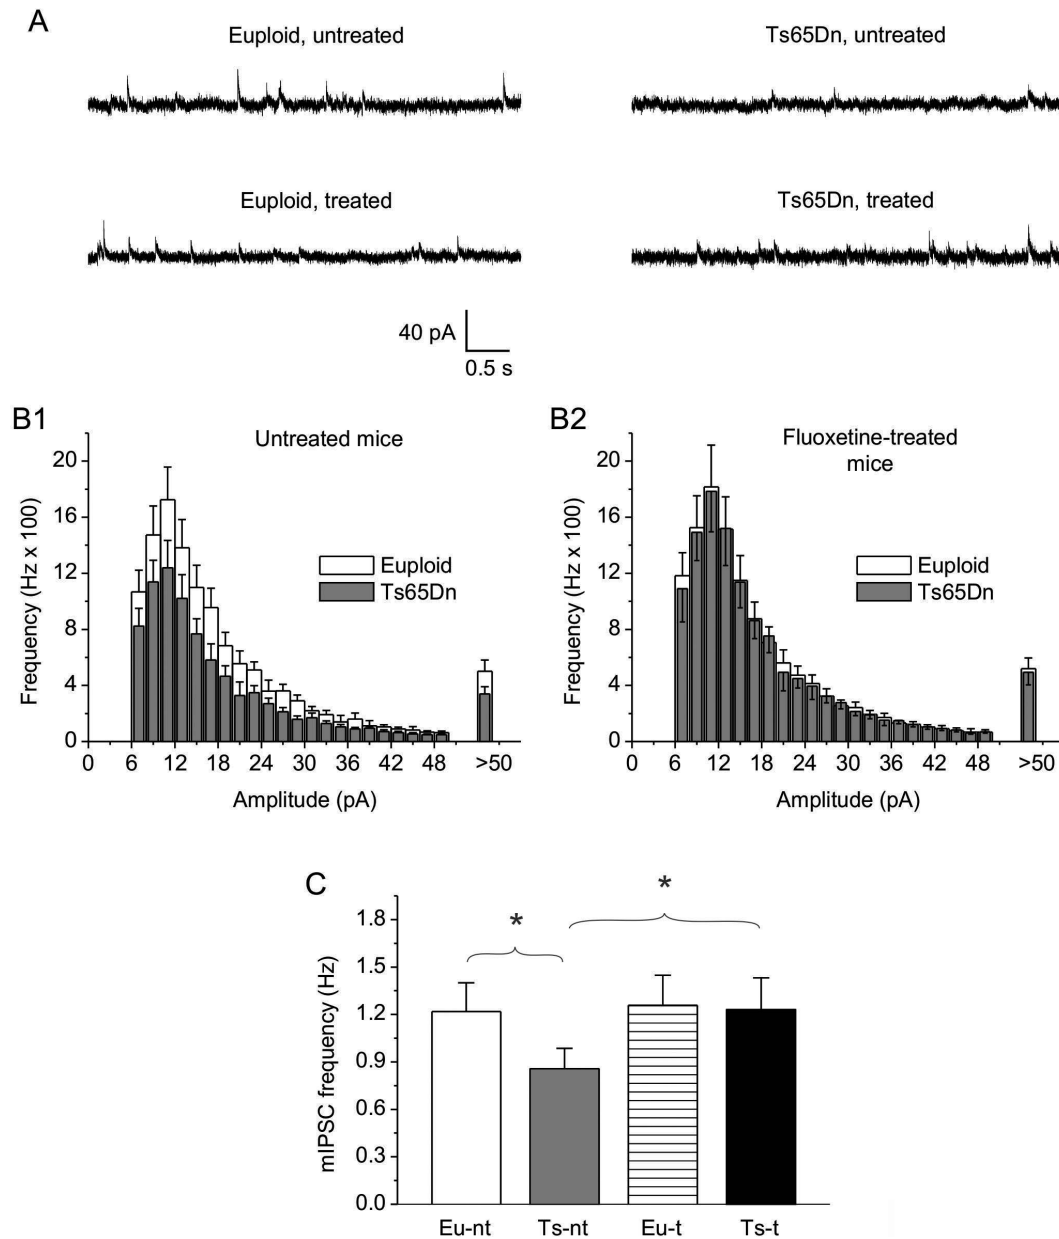 A
Euploid, untreated
Ts65Dn, untreated
Euploid, treated
Ts65Dn, treated
40 pA
0.5 s
B1
Untreated mice
Frequency (Hz x 100)
20
16
12
8
4
0
Euploid
Ts65Dn
0 6 12 18 24 30 36 42 48 >50
Amplitude (pA)
B2
Fluoxetine-treated
mice
Frequency (Hz x 100)
20
16
12
8
4
0
Euploid
Ts65Dn
0 6 12 18 24 30 36 42 48 >50
Amplitude (pA)
C
mIPSC frequency (Hz)
1.8
1.5
1.2
0.9
0.6
0.3
0.0
*
*
Eu-nt Ts-nt Eu-t Ts-t